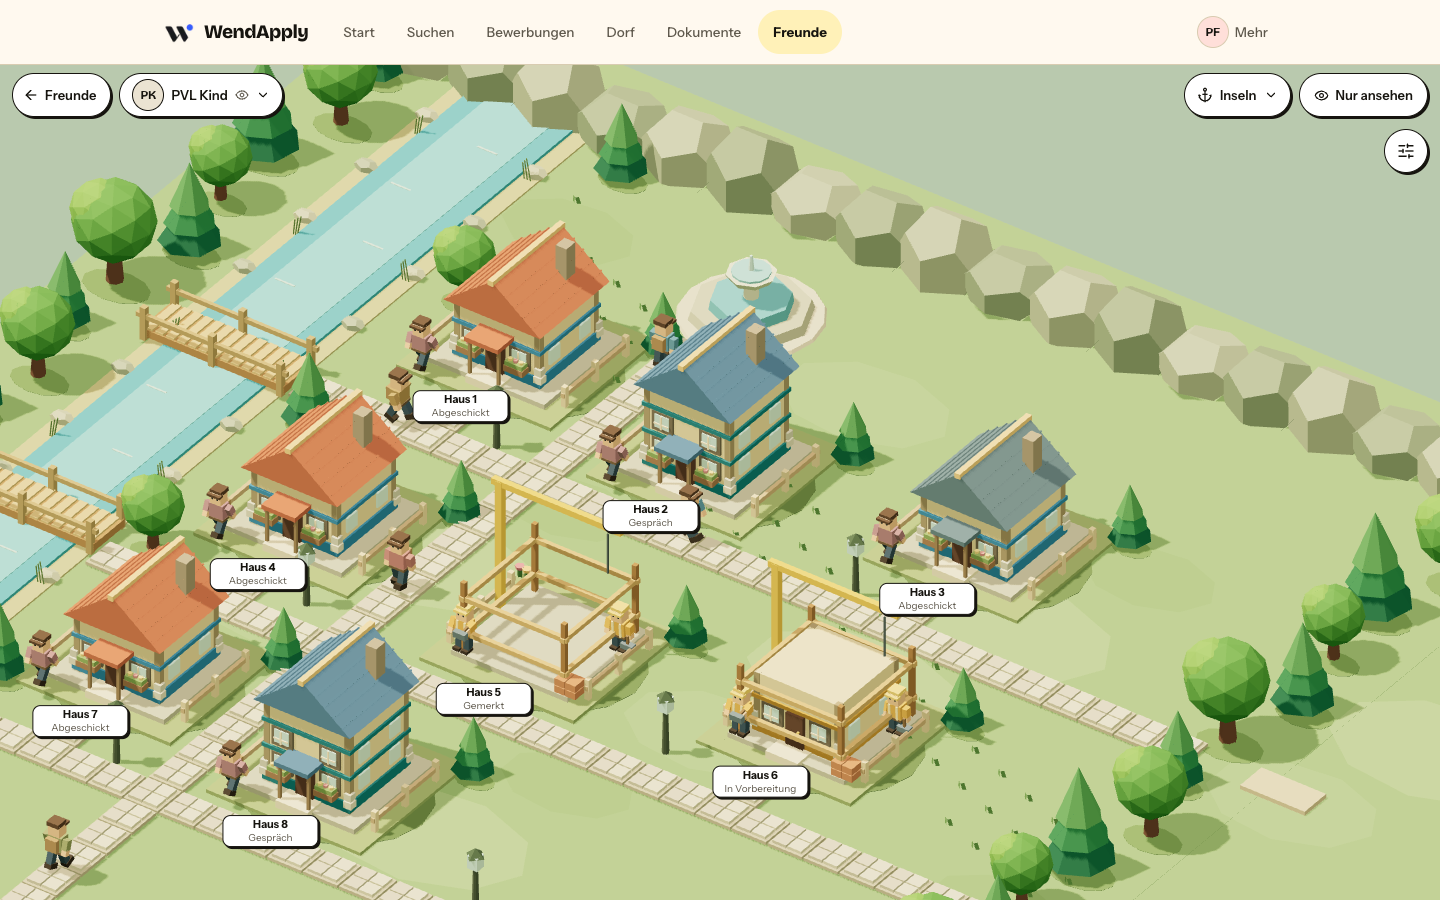 WendApply
Start
Suchen
Bewerbungen
Dorf
Dokumente
Freunde
PF
Mehr
Freunde
PK
PVL Kind
Inseln
Nur ansehen
Haus 1
Abgeschickt
Haus 2
Gespräch
Haus 3
Abgeschickt
Haus 4
Abgeschickt
Haus 5
Gemerkt
Haus 6
In Vorbereitung
Haus 7
Abgeschickt
Haus 8
Gespräch